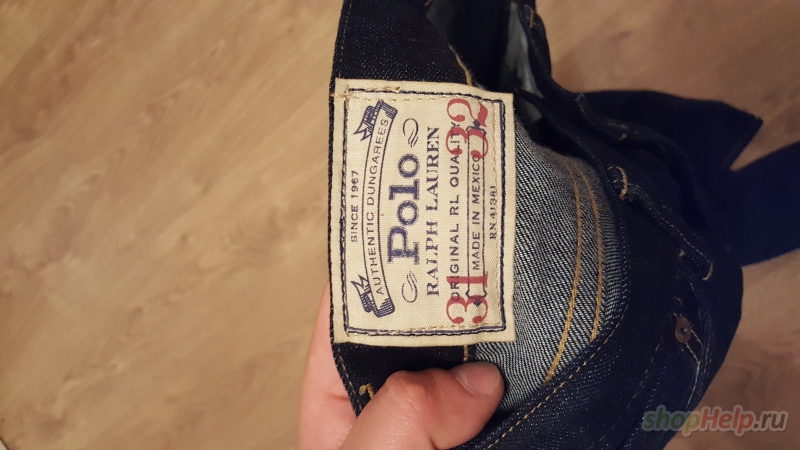 SINCE 1967
AUTHENTIC DUNGAREES
Polo
RALPH LAUREN
ORIGINAL RL QUALITY
31 32
MADE IN MEXICO
RN 41381
shopHelp.ru